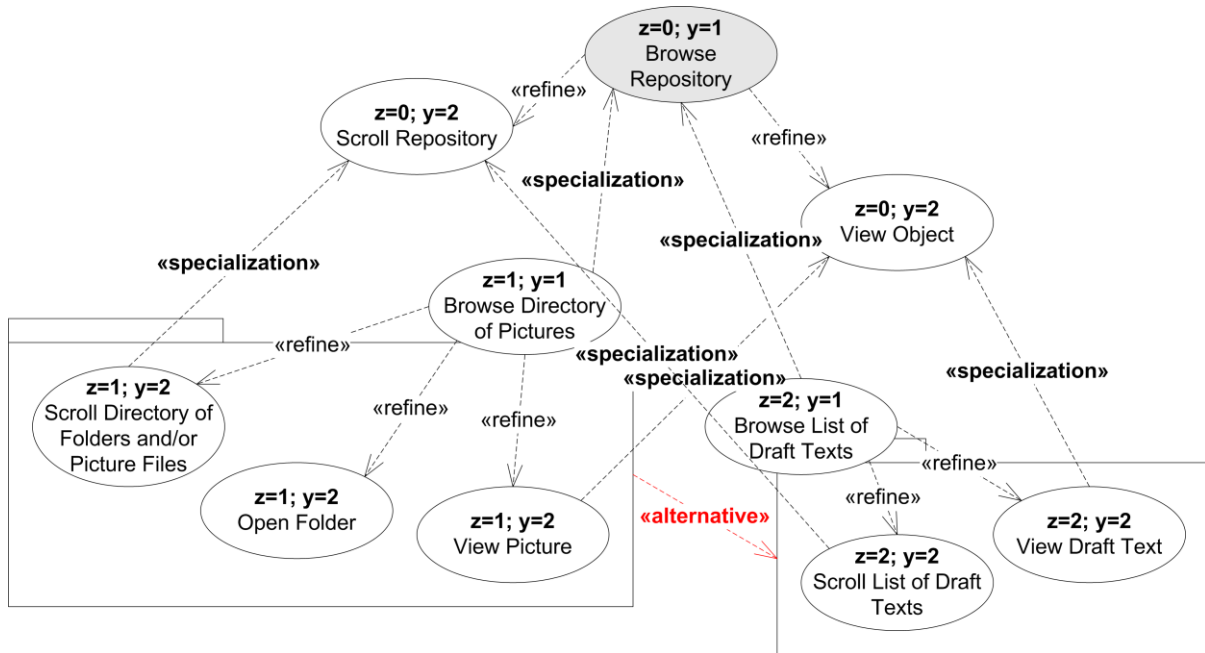 z=0; y=1
Browse
Repository
«refine»
z=0; y=2
Scroll Repository
«refine»
«specialization»
z=0; y=2
View Object
«specialization»
«specialization»
z=1; y=1
Browse Directory
of Pictures
«refine»
«specialization»
«specialization»
«specialization»
z=1; y=2
Scroll Directory of
Folders and/or
Picture Files
«refine»
«refine»
z=2; y=1
Browse List of
Draft Texts
«refine»
«refine»
z=1; y=2
Open Folder
z=1; y=2
View Picture
«alternative»
z=2; y=2
View Draft Text
z=2; y=2
Scroll List of Draft
Texts